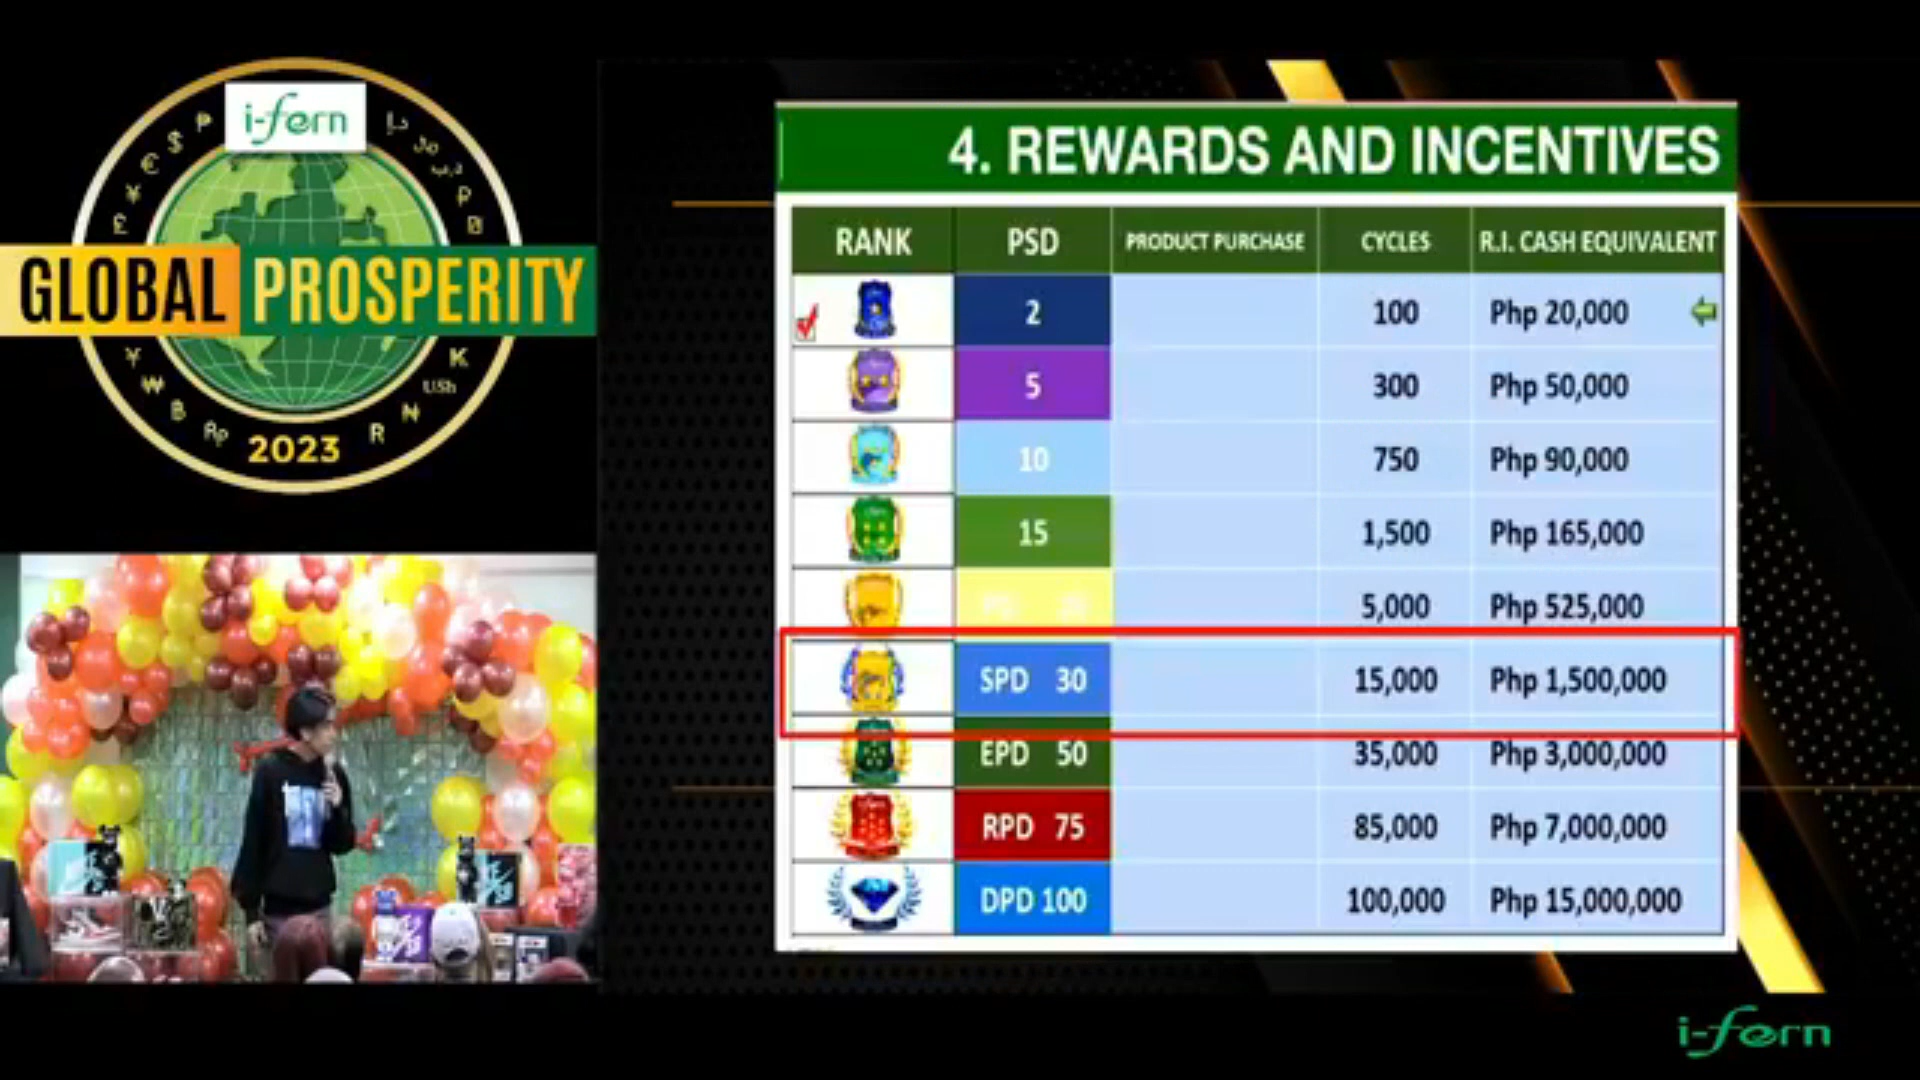 i-fern
GLOBAL PROSPERITY
2023
4. REWARDS AND INCENTIVES
RANK PSD PRODUCT PURCHASE CYCLES R.I. CASH EQUIVALENT
2 100 Php 20,000
5 300 Php 50,000
10 750 Php 90,000
15 1,500 Php 165,000
5,000 Php 525,000
SPD 30 15,000 Php 1,500,000
EPD 50 35,000 Php 3,000,000
RPD 75 85,000 Php 7,000,000
DPD 100 100,000 Php 15,000,000
i-fern